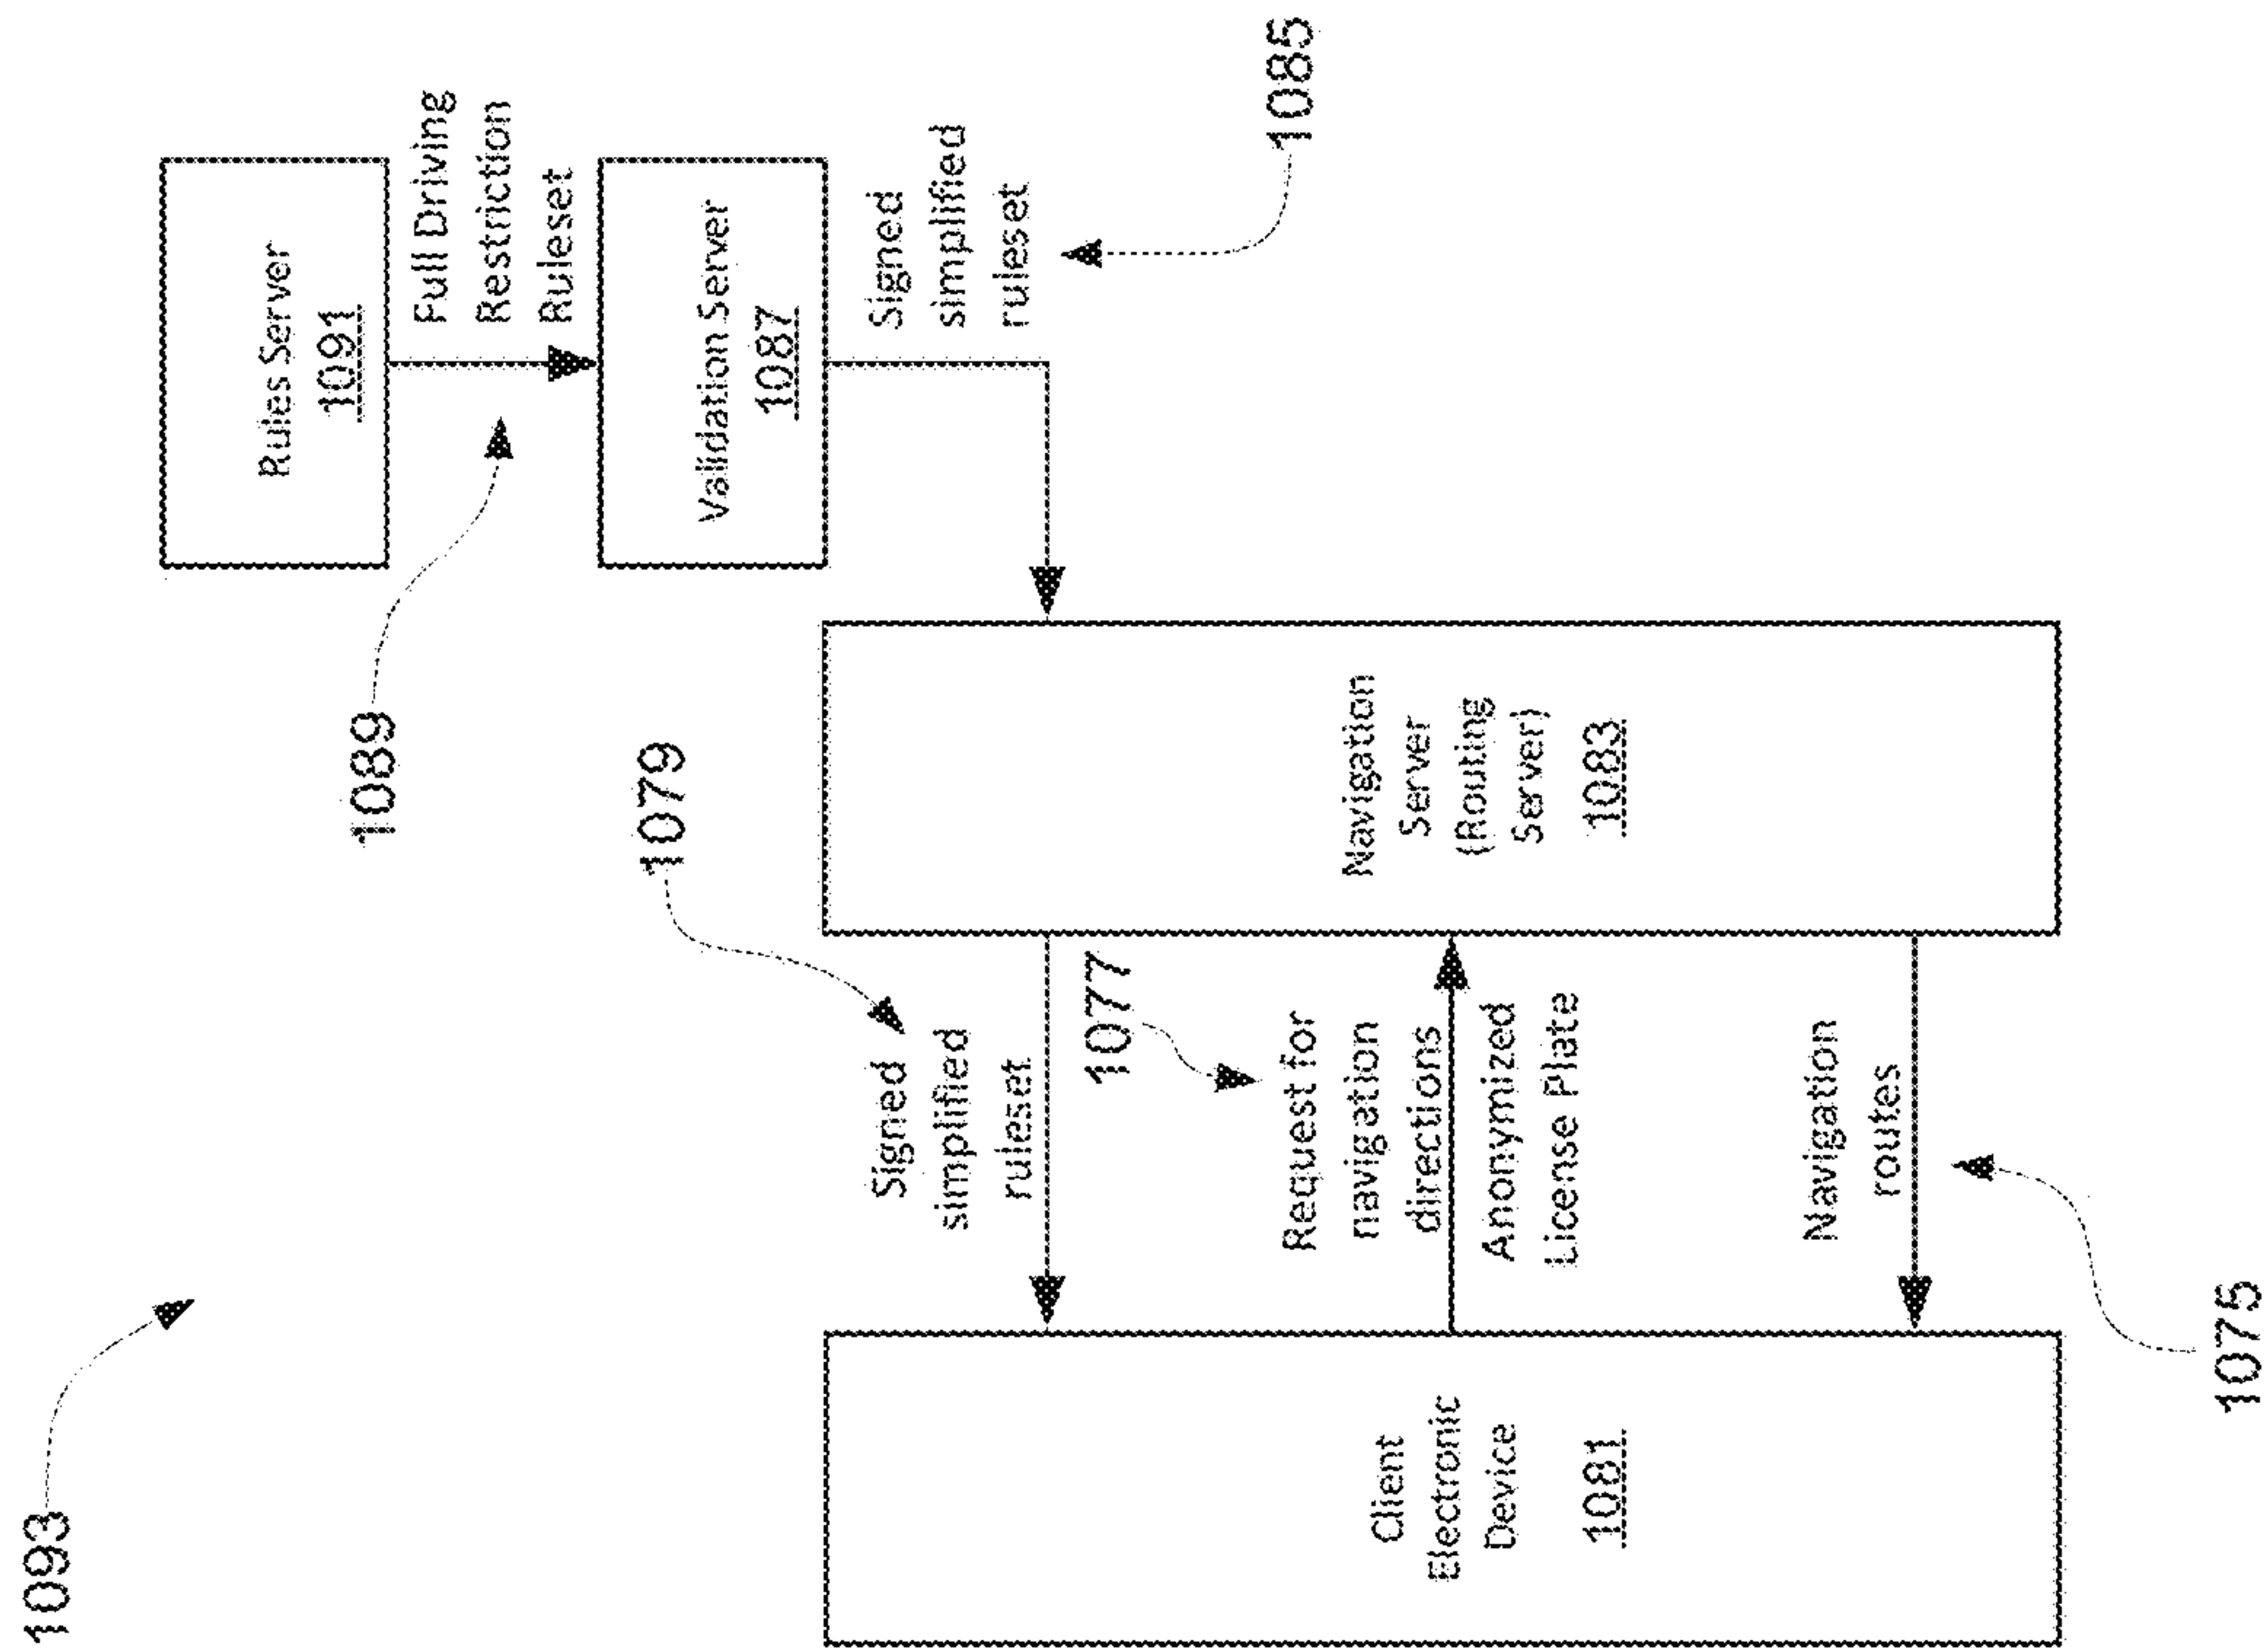 1093
Rules Server
1091
Full Driving
Restriction
Ruleset
1089
Validation Server
1087
Signed
simplified
ruleset
1085
1079
Signed
simplified
ruleset
1077
Request for
navigation
directions
Anonymized
License Plate
Navigation
routes
1075
Client
Electronic
Device
1081
Navigation
Server
(Routing
Server)
1083